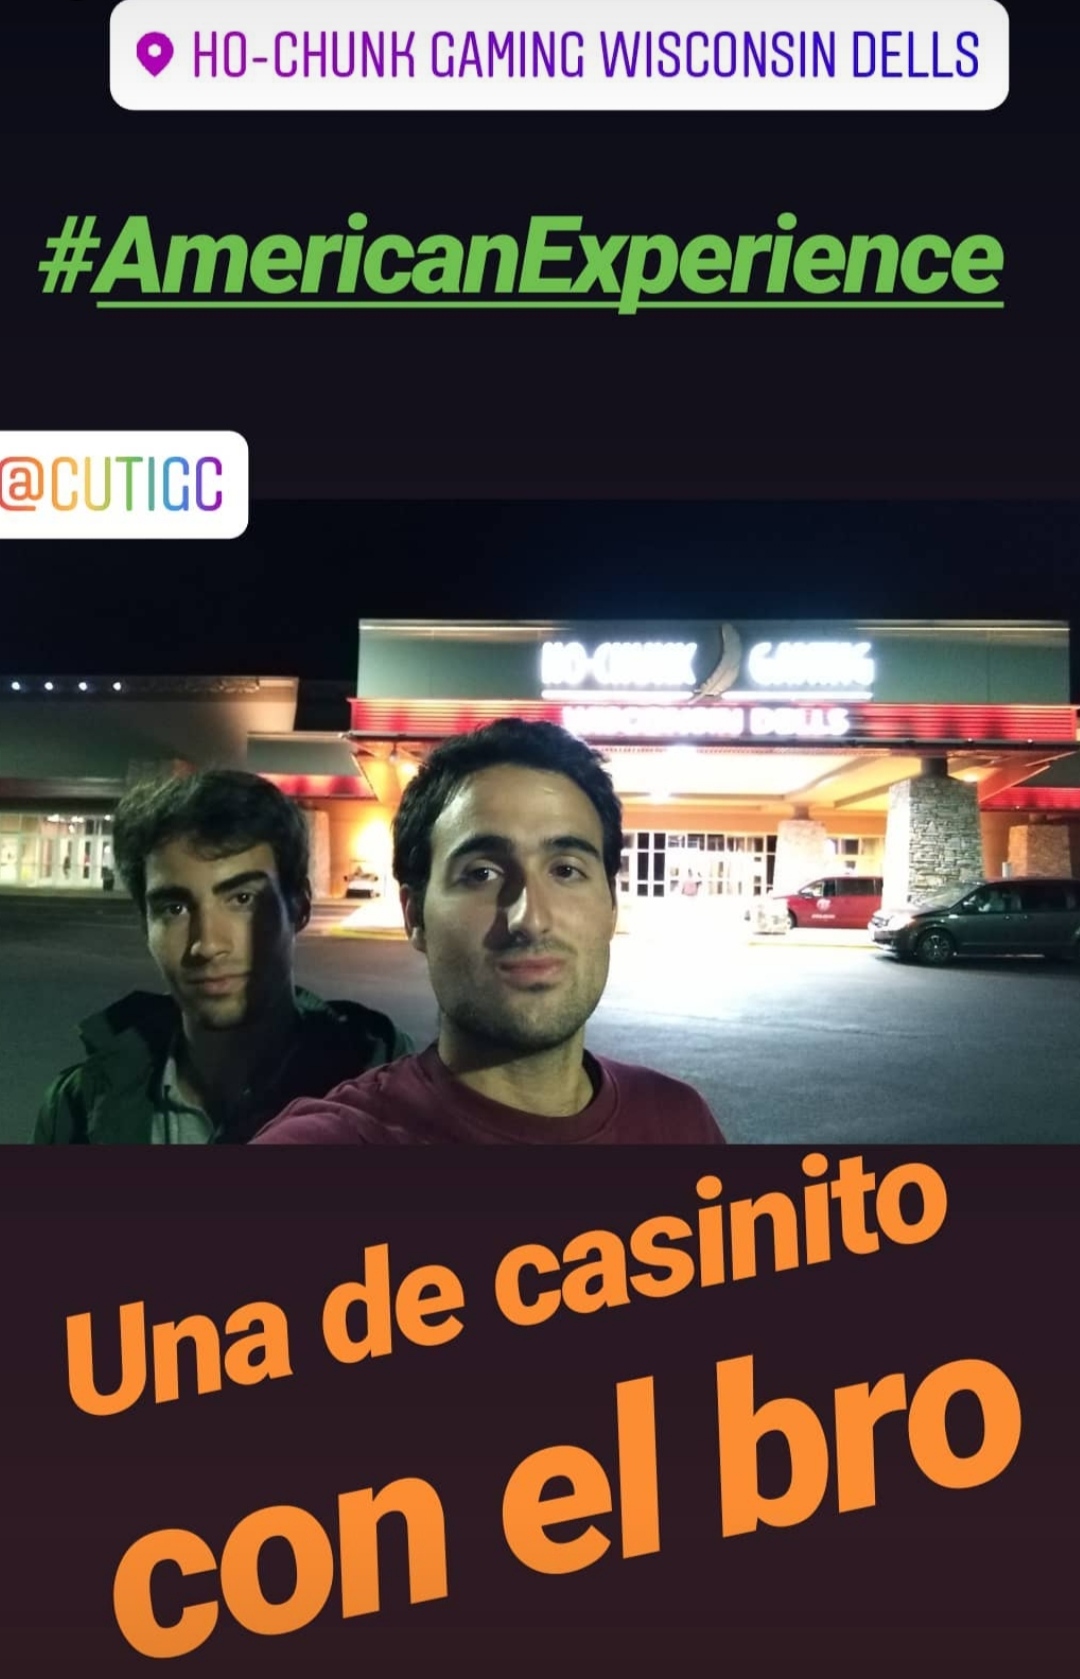 HO-CHUNK GAMING WISCONSIN DELLS
#AmericanExperience
@CUTIGC
HO-CHUNK GAMING
WISCONSIN DELLS
Una de casinito
con el bro